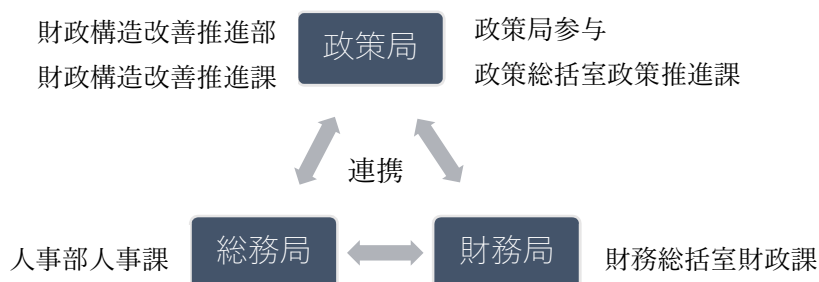 財政構造改善推進部
財政構造改善推進課
政策局
政策局参与
政策総括室政策推進課
連携
人事部人事課
総務局
財務局
財務総括室財政課